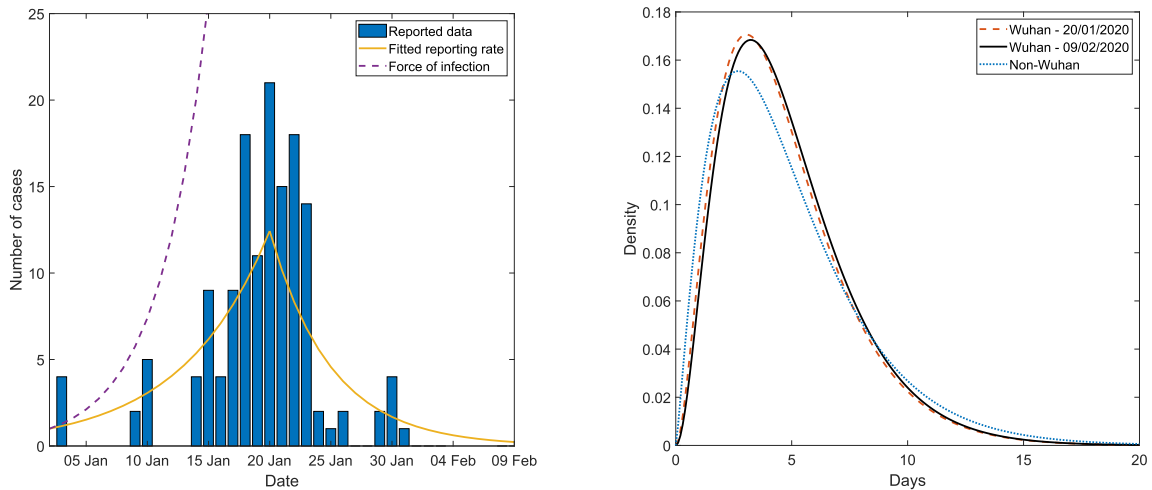 25
20
15
10
5
0
Number of cases
05 Jan 10 Jan 15 Jan 20 Jan 25 Jan 30 Jan 04 Feb 09 Feb
Date
Reported data
Fitted reporting rate
Force of infection
0.18
0.16
0.14
0.12
0.1
0.08
0.06
0.04
0.02
0
Density
0 5 10 15 20
Days
Wuhan - 20/01/2020
Wuhan - 09/02/2020
Non-Wuhan